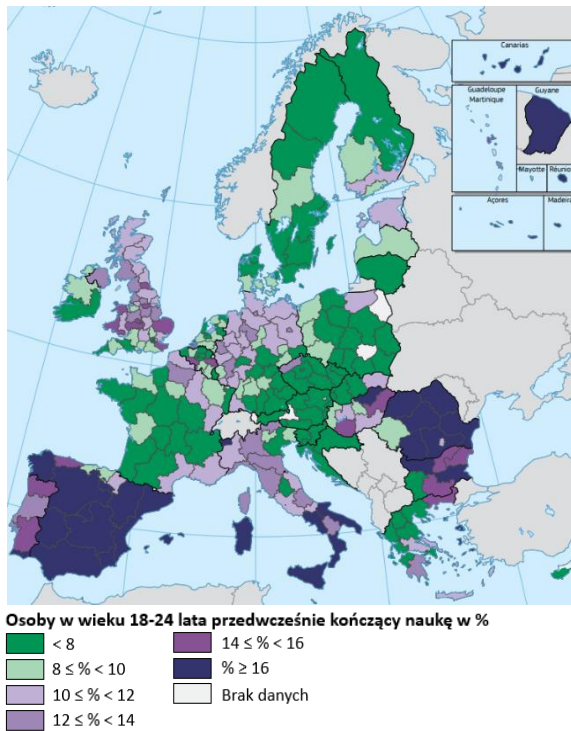 Canarias
Guadeloupe
Martinique
Guyane
Mayotte
Réunion
Açores
Madeira
Osoby w wieku 18-24 lata przedwcześnie kończący naukę w %
< 8
8 ≤ % < 10
10 ≤ % < 12
12 ≤ % < 14
14 ≤ % < 16
% ≥ 16
Brak danych